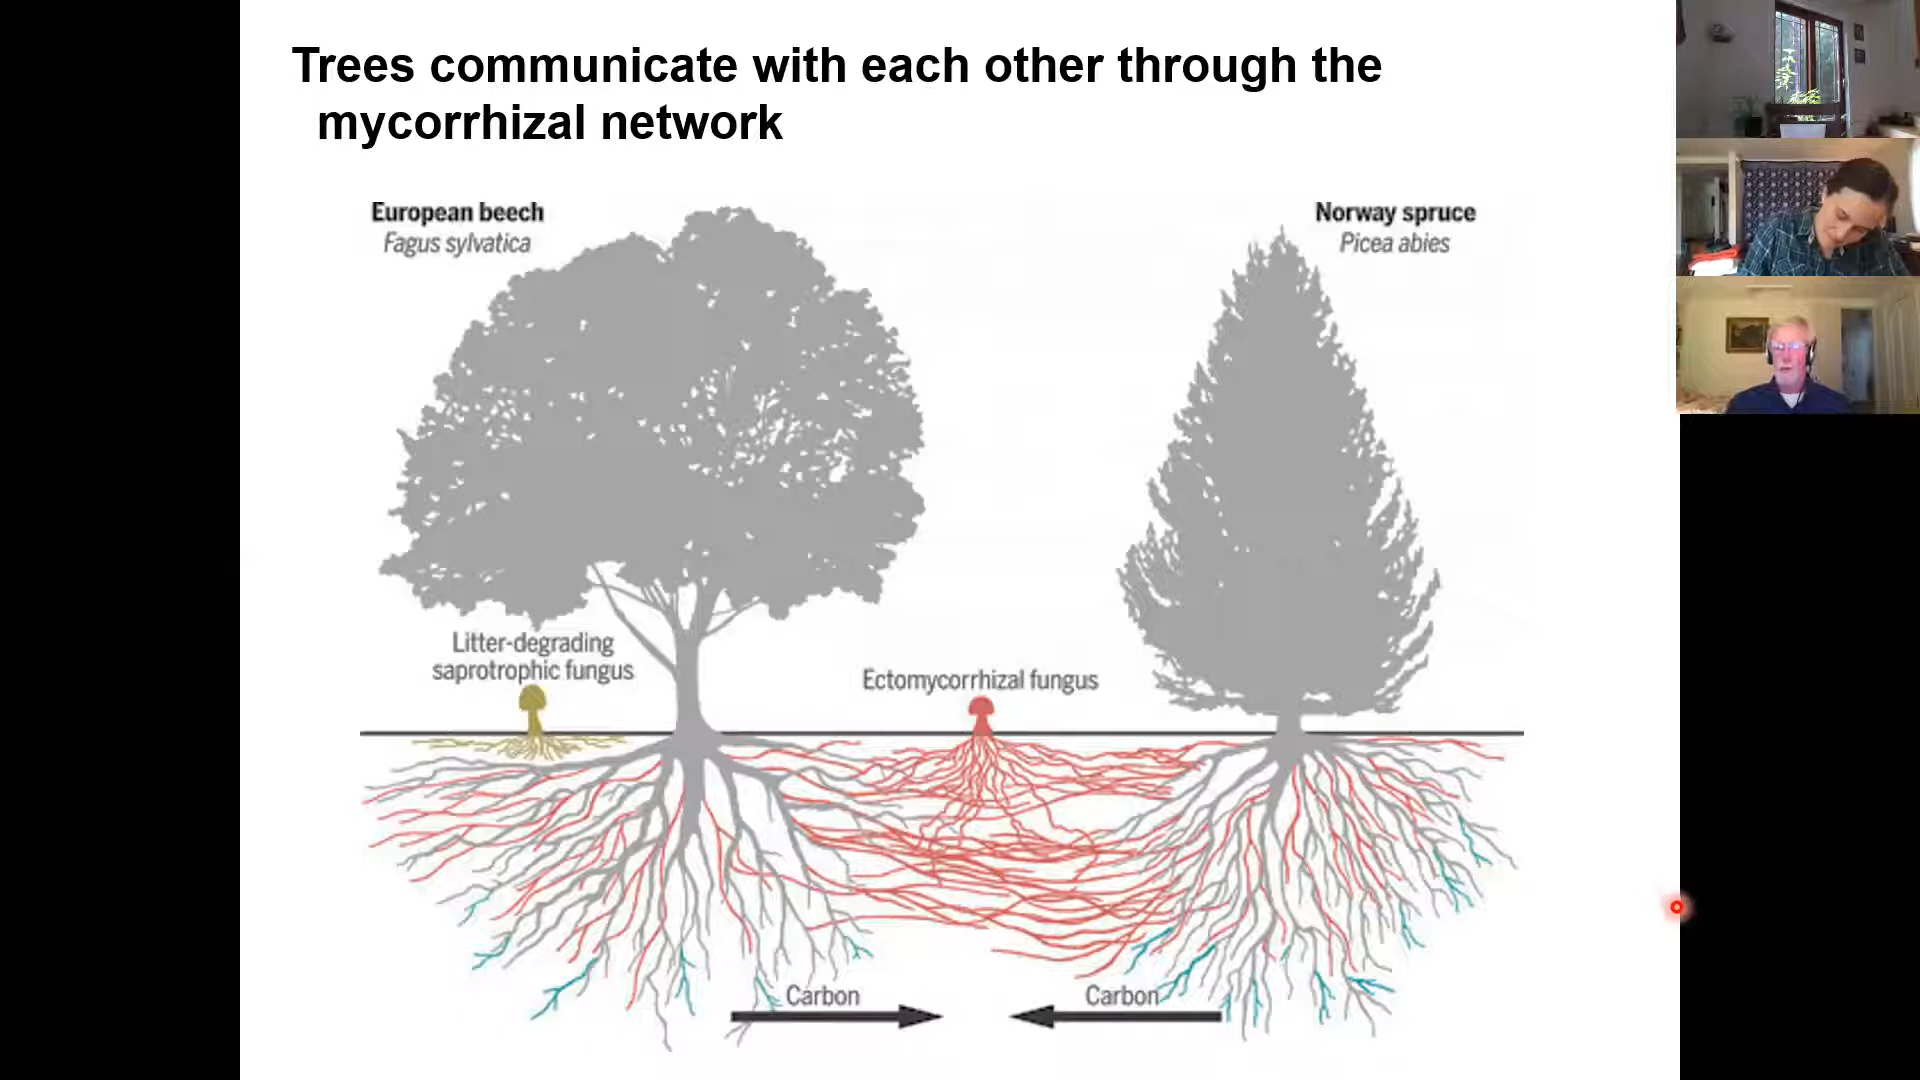 Trees communicate with each other through the
mycorrhizal network
European beech
Fagus sylvatica
Norway spruce
Picea abies
Litter-degrading
saprotrophic fungus
Ectomycorrhizal fungus
Carbon
Carbon